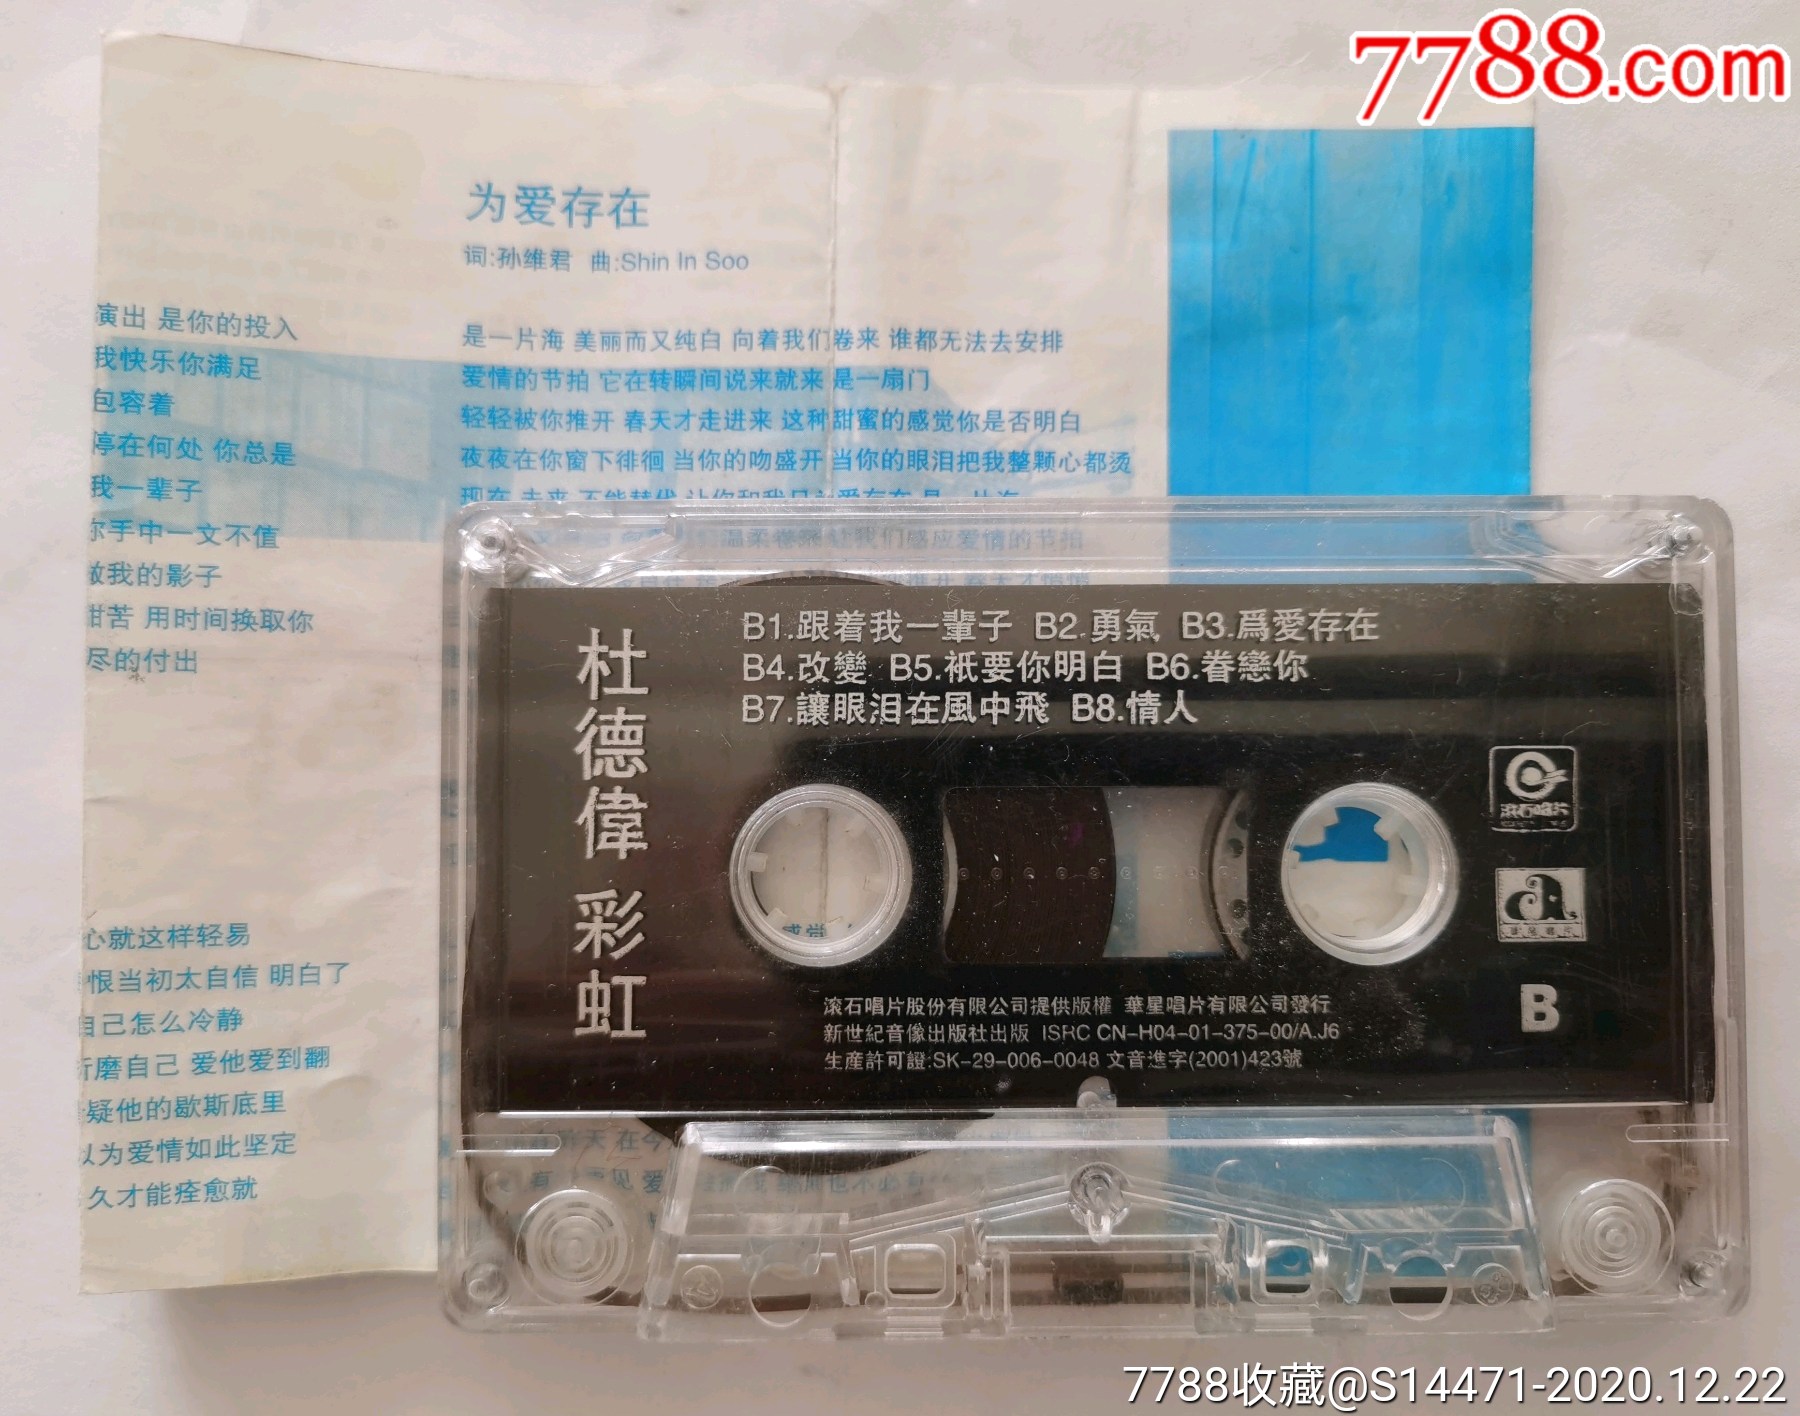 7788.com
为爱存在
词:孙维君 曲:Shin In Soo
是一片海 美丽而又纯白 向着我们卷来 谁都无法去安排
爱情的节拍 它在转瞬间说来就来 是一扇门
轻轻被你推开 春天才走进来 这种甜蜜的感觉你是否明白
夜夜在你窗下徘徊 当你的吻盛开 当你的眼泪把我整颗心都烫
演出 是你的投入
我快乐你满足
包容着
停在何处 你总是
我一辈子
你手中一文不值
做我的影子
甜苦 用时间换取你
尽的付出
心就这样轻易
恨当初太自信 明白了
自己怎么冷静
折磨自己 爱他爱到翻
疑他的歇斯底里
以为爱情如此坚定
久才能痊愈就
杜德偉 彩虹
B1.跟着我一輩子 B2.勇氣 B3.爲愛存在
B4.改變 B5.衹要你明白 B6.眷戀你
B7.讓眼泪在風中飛 B8.情人
滚石唱片
B
滚石唱片股份有限公司提供版權 華星唱片有限公司發行
新世紀音像出版社出版 ISRC CN-H04-01-375-00/A.J6
生産許可證:SK-29-006-0048 文音進字(2001)423號
7788收藏@S14471-2020.12.22